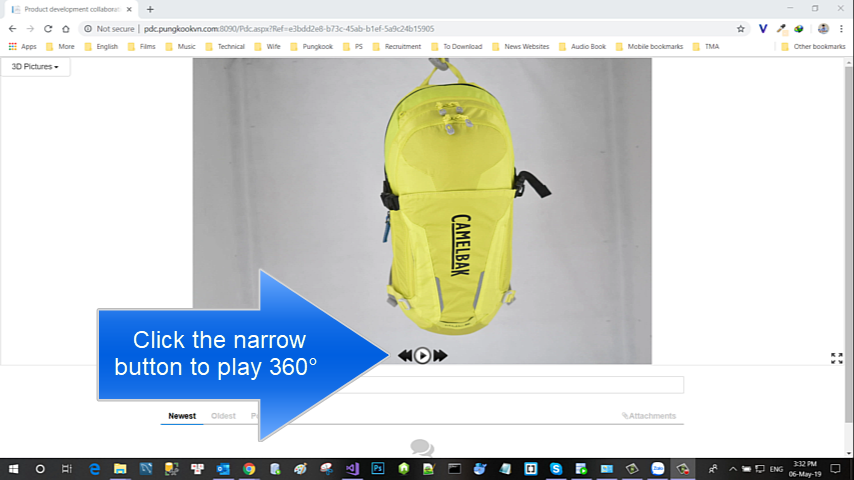 Product development collaborat
Not secure
pdc.pungkookvn.com:8090/Pdc.aspx?Ref=e3bdd2e8-b73c-45ab-b1ef-5a9c24b15905
Apps
More
English
Films
Music
Technical
Wife
Pungkook
PS
Recruitment
To Download
News Websites
Audio Book
Mobile bookmarks
TMA
Other bookmarks
3D Pictures
CAMELBAK
Click the narrow
button to play 360°
Newest
Oldest
Attachments
ENG
3:32 PM
06-May-19